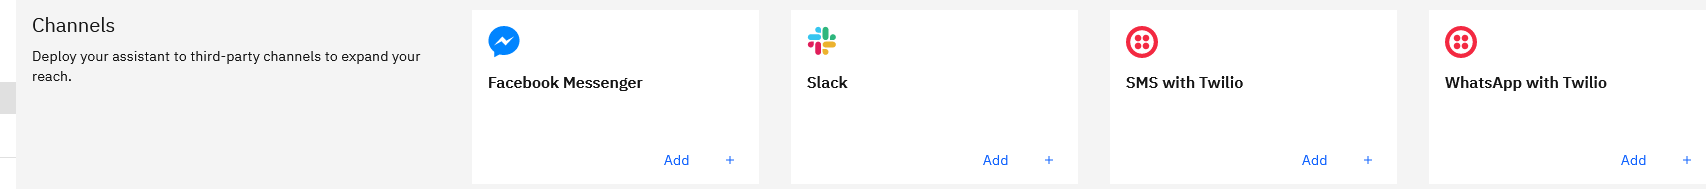 Channels
Deploy your assistant to third-party channels to expand your
reach.
Facebook Messenger
Add +
Slack
Add +
SMS with Twilio
Add +
WhatsApp with Twilio
Add +